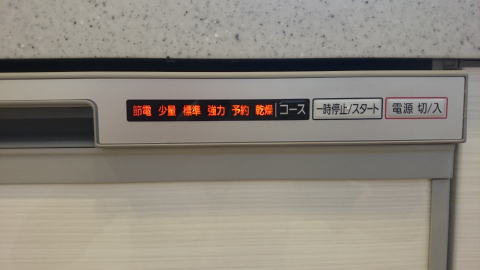 節電 少量 標準 強力 予約 乾燥 コース 一時停止/スタート 電源 切/入